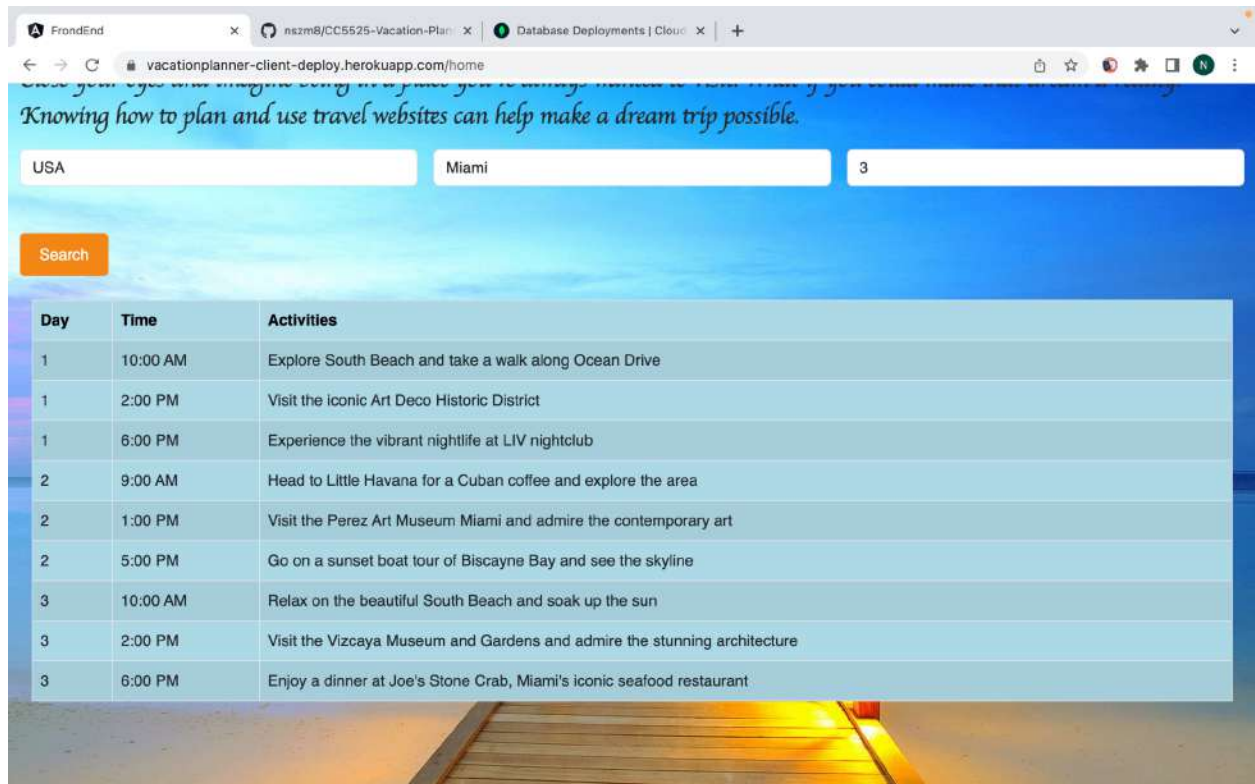 FrondEnd
nszm8/CC5525-Vacation-Plan
Database Deployments | Cloud
vacationplanner-client-deploy.herokuapp.com/home
N
Knowing how to plan and use travel websites can help make a dream trip possible.
USA Miami 3
Search
Day Time Activities
1 10:00 AM Explore South Beach and take a walk along Ocean Drive
1 2:00 PM Visit the iconic Art Deco Historic District
1 6:00 PM Experience the vibrant nightlife at LIV nightclub
2 9:00 AM Head to Little Havana for a Cuban coffee and explore the area
2 1:00 PM Visit the Perez Art Museum Miami and admire the contemporary art
2 5:00 PM Go on a sunset boat tour of Biscayne Bay and see the skyline
3 10:00 AM Relax on the beautiful South Beach and soak up the sun
3 2:00 PM Visit the Vizcaya Museum and Gardens and admire the stunning architecture
3 6:00 PM Enjoy a dinner at Joe's Stone Crab, Miami's iconic seafood restaurant